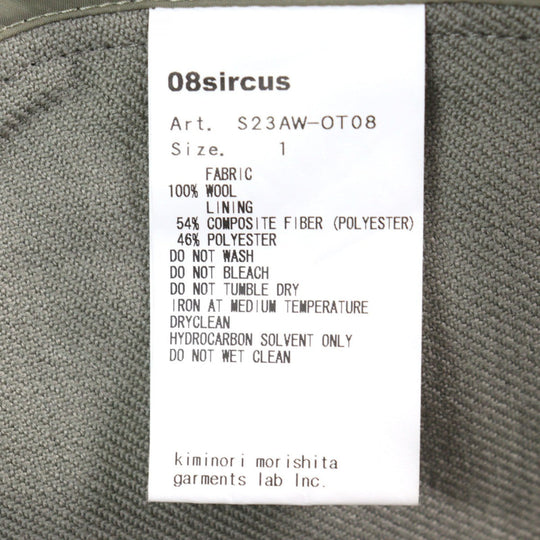 08sircus
Art. S23AW-OT08
Size. 1
FABRIC
100% WOOL
LINING
54% COMPOSITE FIBER (POLYESTER)
46% POLYESTER
DO NOT WASH
DO NOT BLEACH
DO NOT TUMBLE DRY
IRON AT MEDIUM TEMPERATURE
DRYCLEAN
HYDROCARBON SOLVENT ONLY
DO NOT WET CLEAN
kiminori morishita
garments lab Inc.